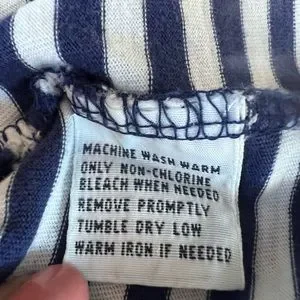 MACHINE WASH WARM
ONLY NON-CHLORINE
BLEACH WHEN NEEDED
REMOVE PROMPTLY
TUMBLE DRY LOW
WARM IRON IF NEEDED